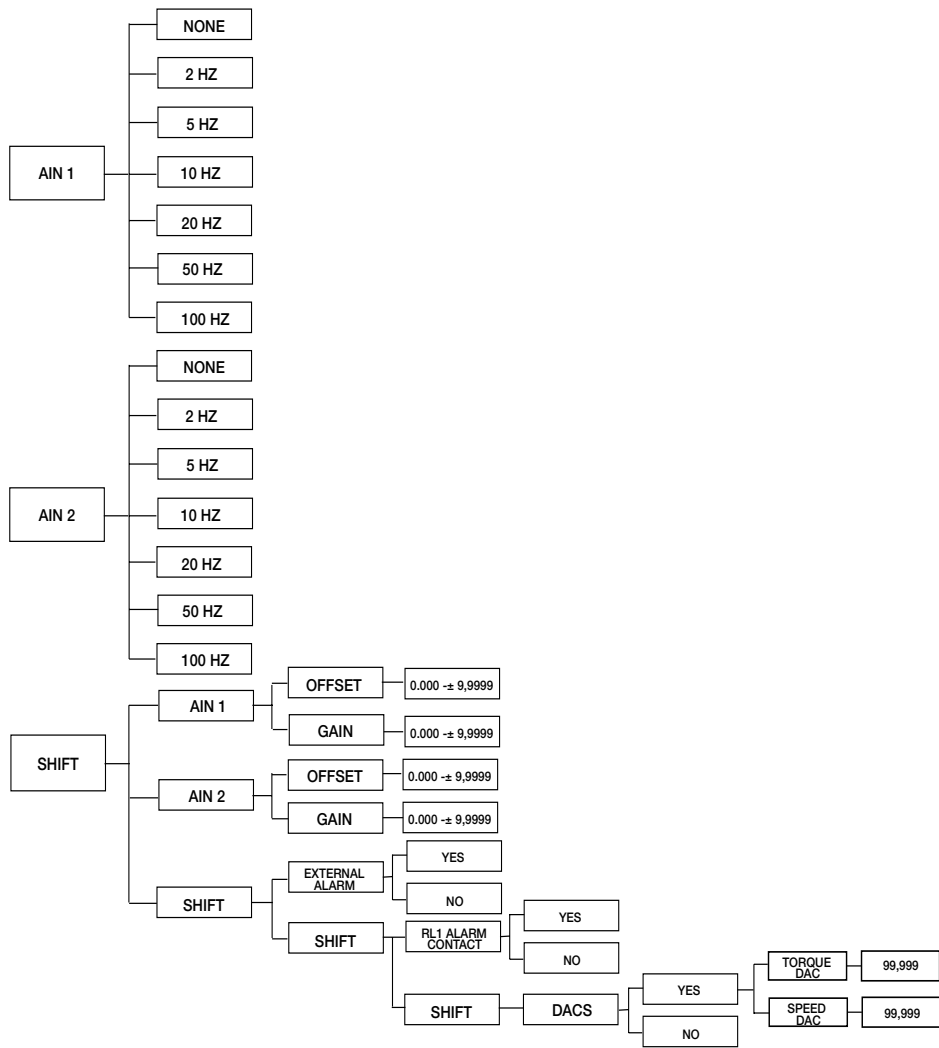 NONE
2 HZ
5 HZ
AIN 1
10 HZ
20 HZ
50 HZ
100 HZ
NONE
2 HZ
5 HZ
AIN 2
10 HZ
20 HZ
50 HZ
100 HZ
SHIFT
AIN 1
OFFSET
0.000 -± 9,9999
GAIN
0.000 -± 9,9999
AIN 2
OFFSET
0.000 -± 9,9999
GAIN
0.000 -± 9,9999
SHIFT
EXTERNAL
ALARM
YES
NO
SHIFT
RL1 ALARM
CONTACT
YES
NO
SHIFT
DACS
YES
TORQUE
DAC
99,999
SPEED
DAC
99,999
NO